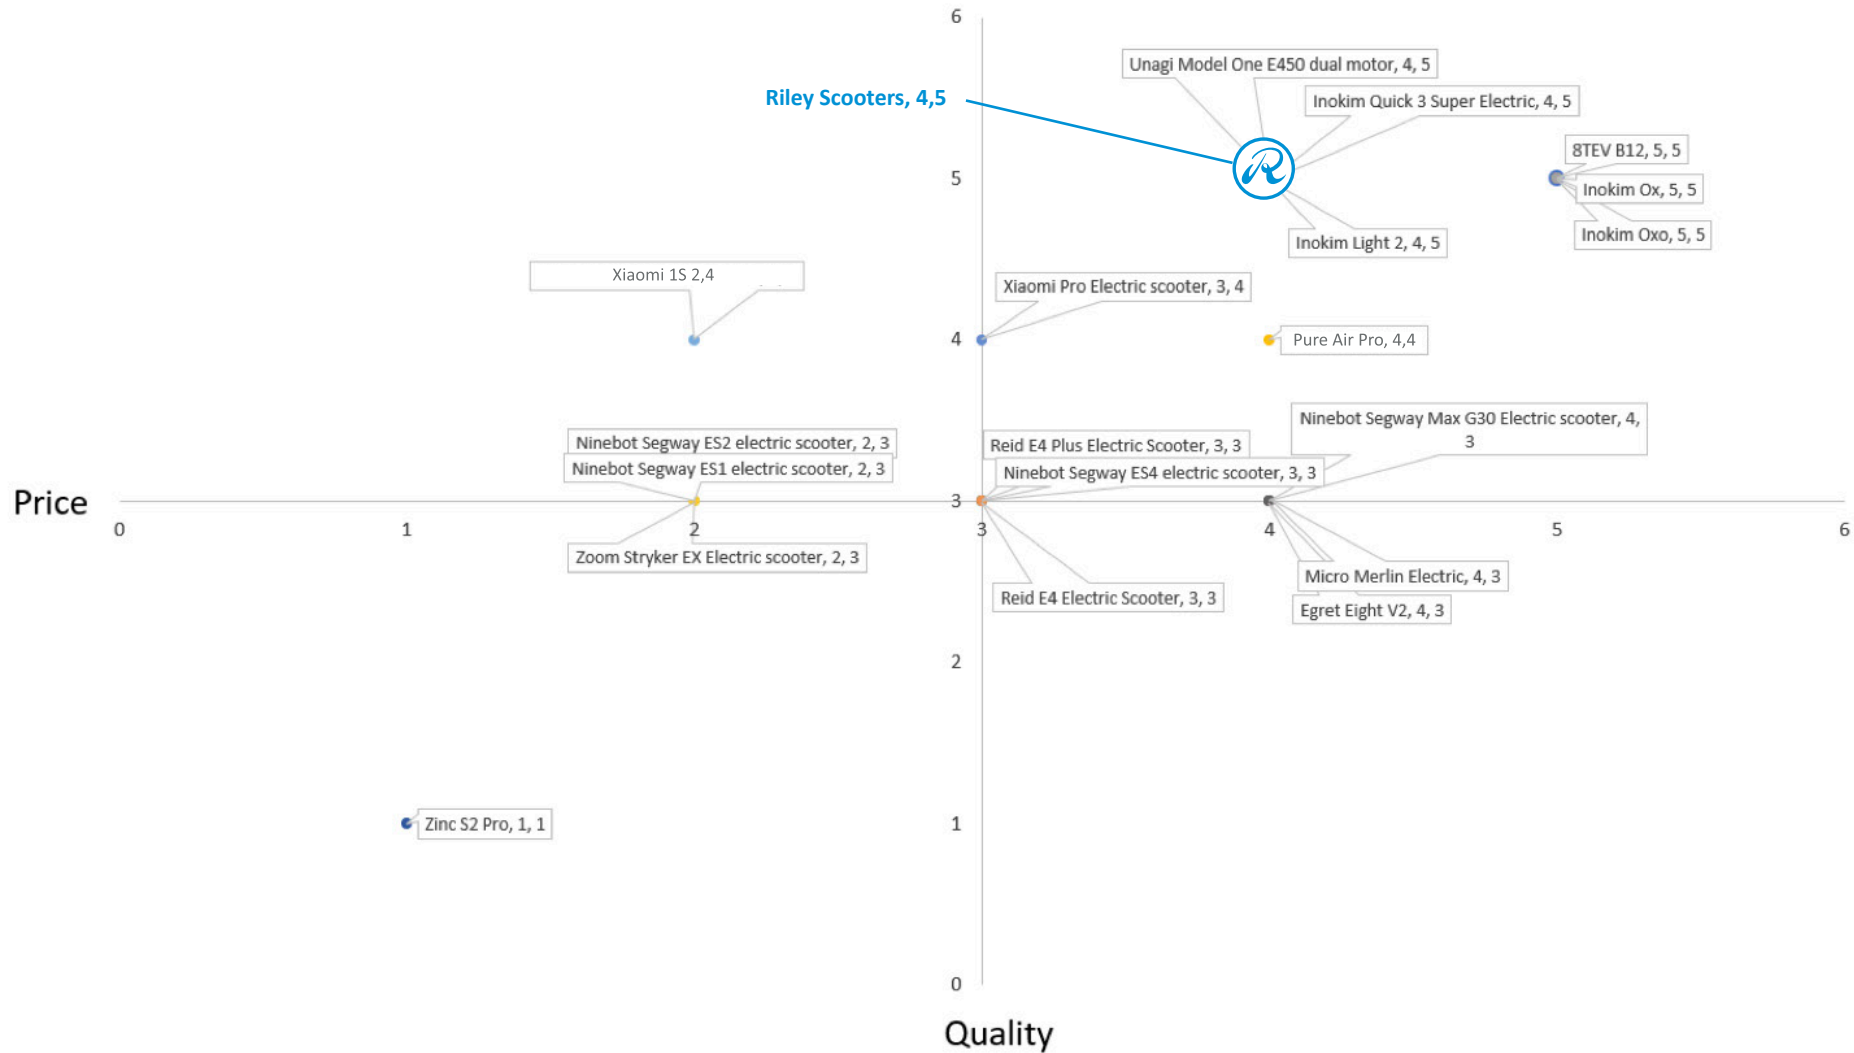 6
Unagi Model One E450 dual motor, 4, 5
Riley Scooters, 4,5
Inokim Quick 3 Super Electric, 4, 5
R
8TEV B12, 5, 5
5
Inokim Ox, 5, 5
Inokim Oxo, 5, 5
Inokim Light 2, 4, 5
Xiaomi 1S 2,4
Xiaomi Pro Electric scooter, 3, 4
4
Pure Air Pro, 4,4
Ninebot Segway Max G30 Electric scooter, 4,
3
Ninebot Segway ES2 electric scooter, 2, 3
Reid E4 Plus Electric Scooter, 3, 3
Ninebot Segway ES1 electric scooter, 2, 3
Ninebot Segway ES4 electric scooter, 3, 3
Price
3
0 1 2 3 4 5 6
Zoom Stryker EX Electric scooter, 2, 3
Micro Merlin Electric, 4, 3
Reid E4 Electric Scooter, 3, 3
Egret Eight V2, 4, 3
2
1
Zinc S2 Pro, 1, 1
0
Quality